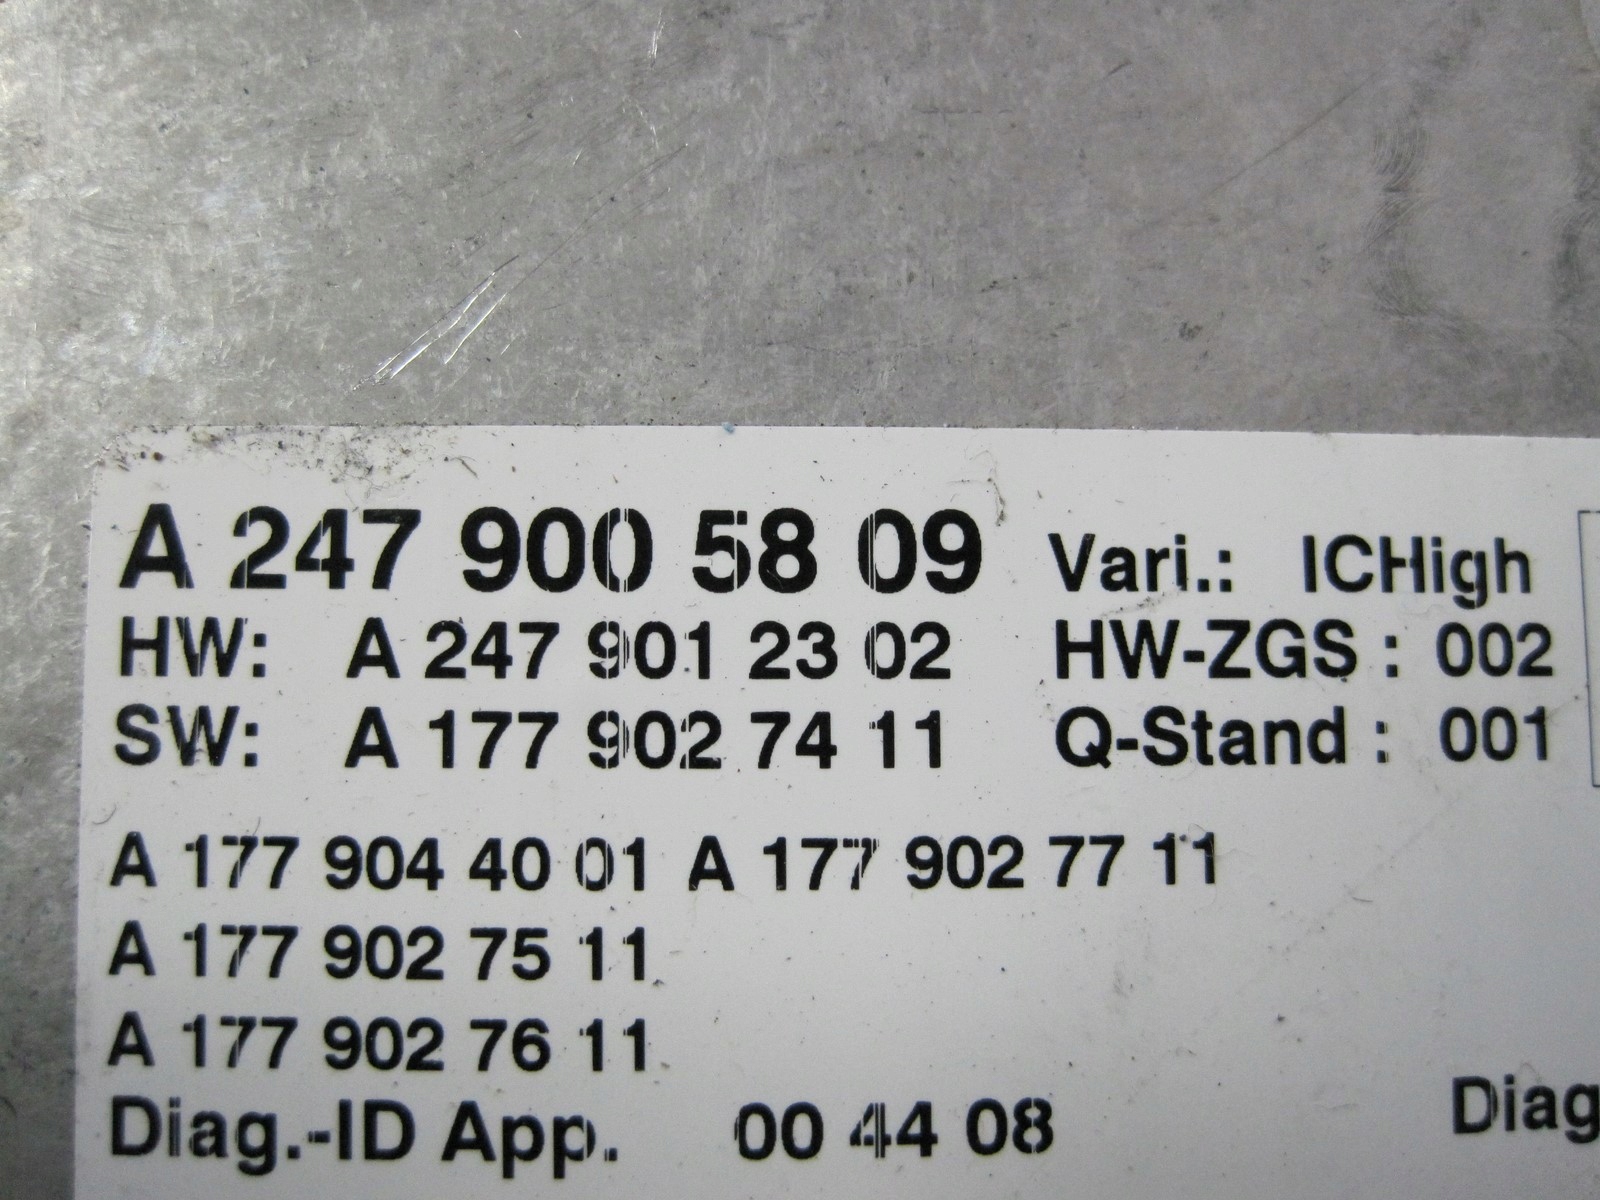 A 247 900 58 09 Vari.: ICHigh
HW: A 247 901 23 02 HW-ZGS : 002
SW: A 177 902 74 11 Q-Stand : 001
A 177 904 40 01 A 177 902 77 11
A 177 902 75 11
A 177 902 76 11
Diag.-ID App. 00 44 08 Diag